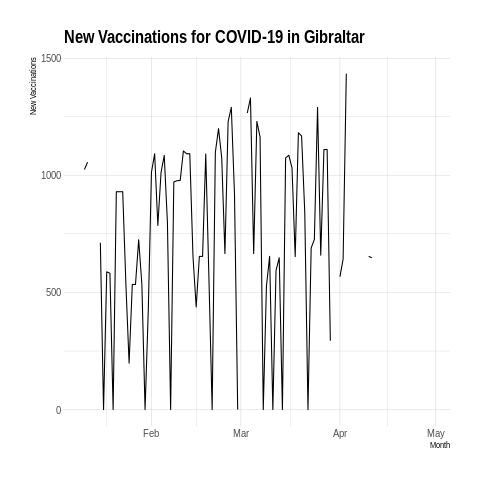 New Vaccinations for COVID-19 in Gibraltar
New Vaccinations
1500
1000
500
0
Feb Mar Apr May
Month